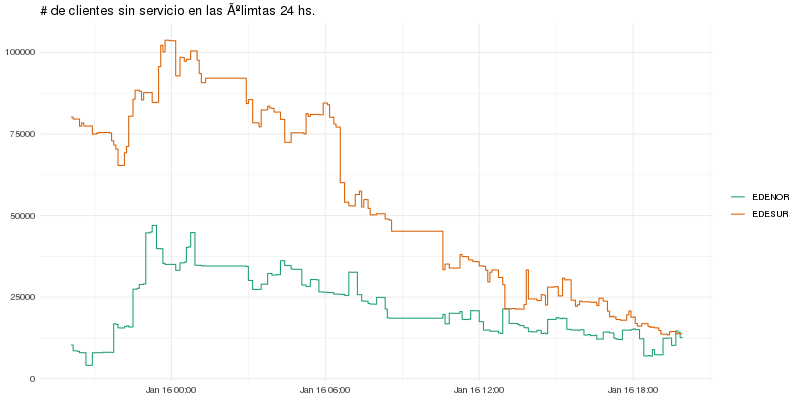 # de clientes sin servicio en las Ãºlimtas 24 hs.
100000
75000
50000
25000
0
Jan 16 00:00
Jan 16 06:00
Jan 16 12:00
Jan 16 18:00
EDENOR
EDESUR